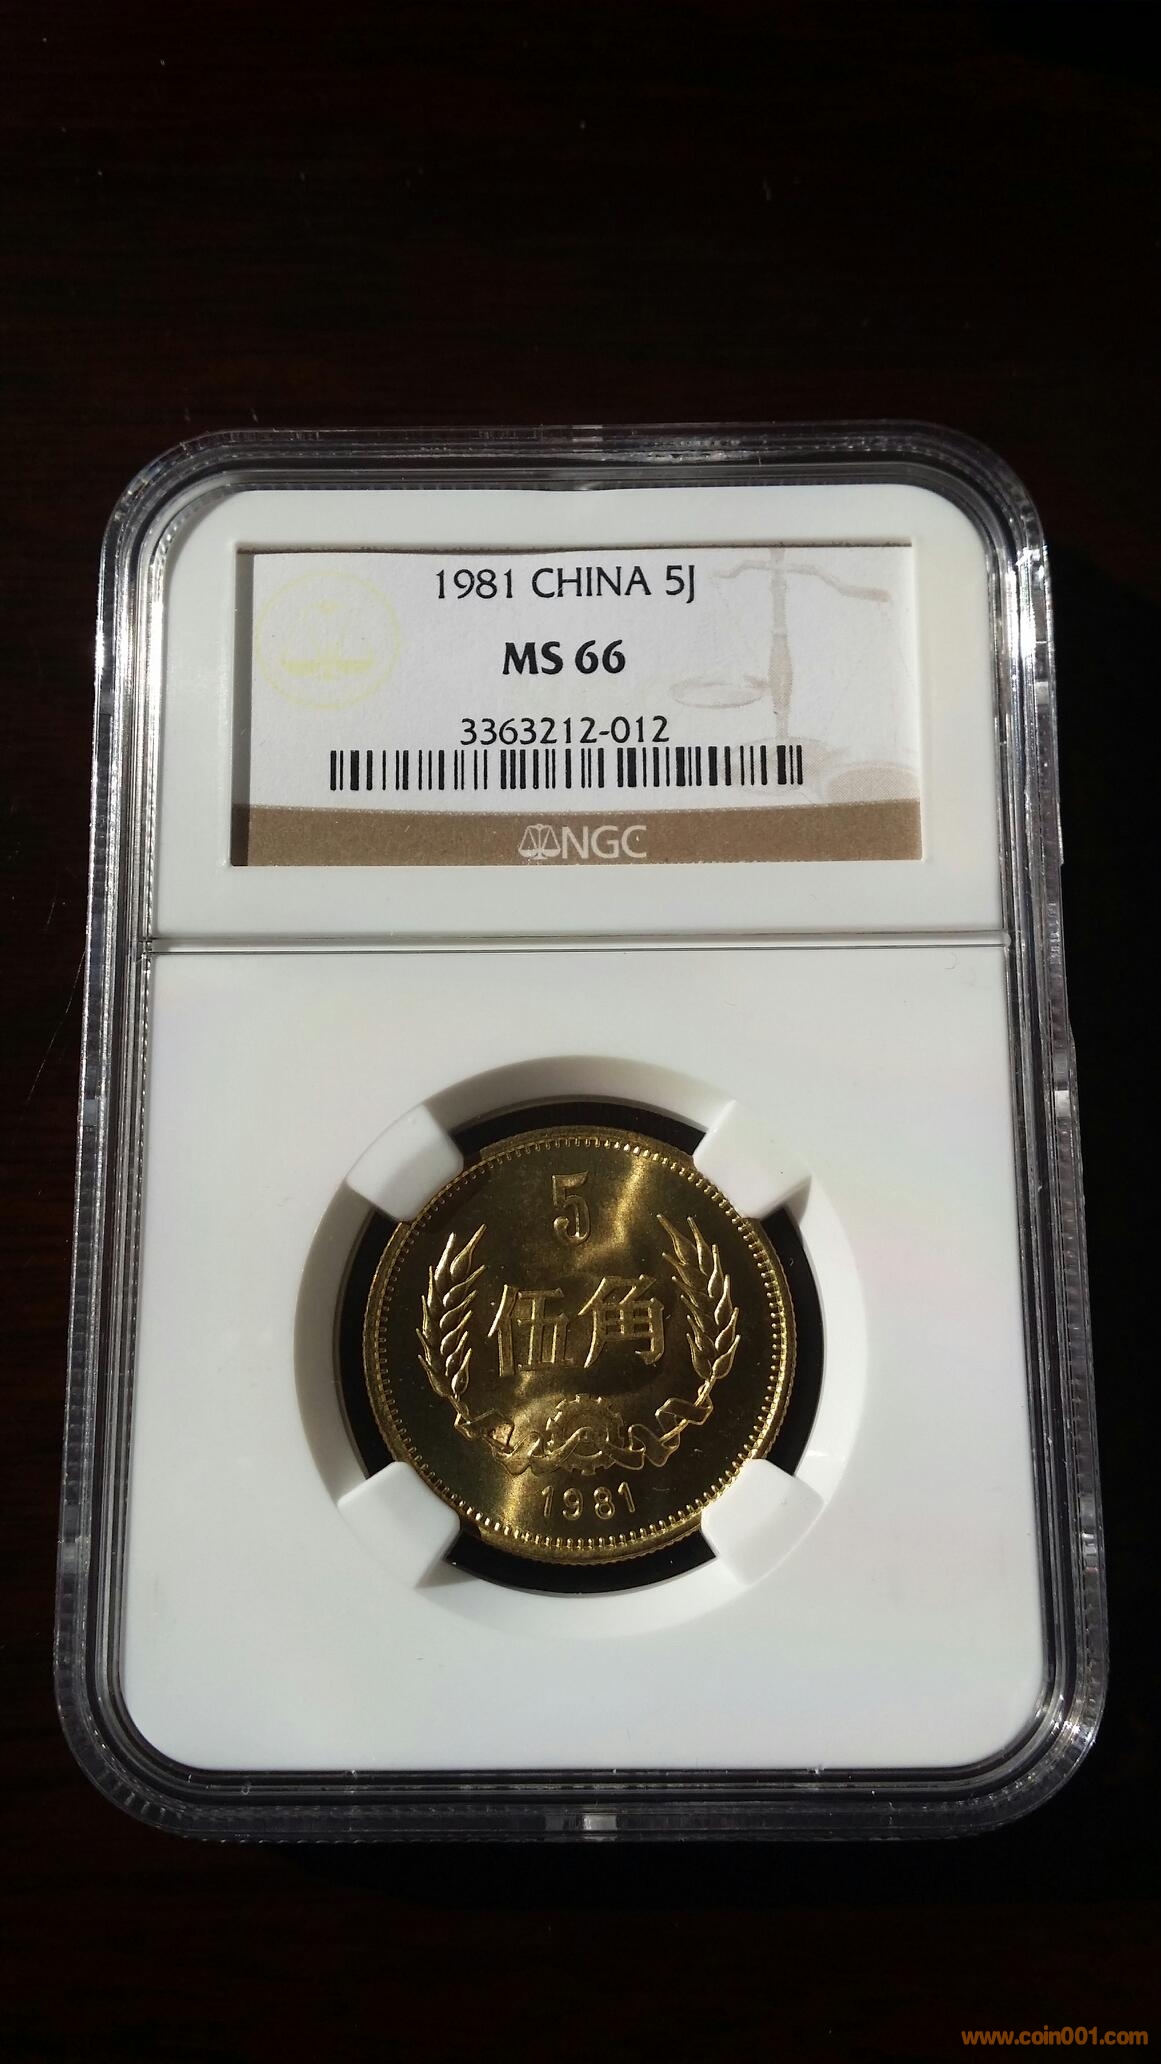 1981 CHINA 5J
MS 66
3363212-012
NGC
5
伍角
1981
www.coin001.com